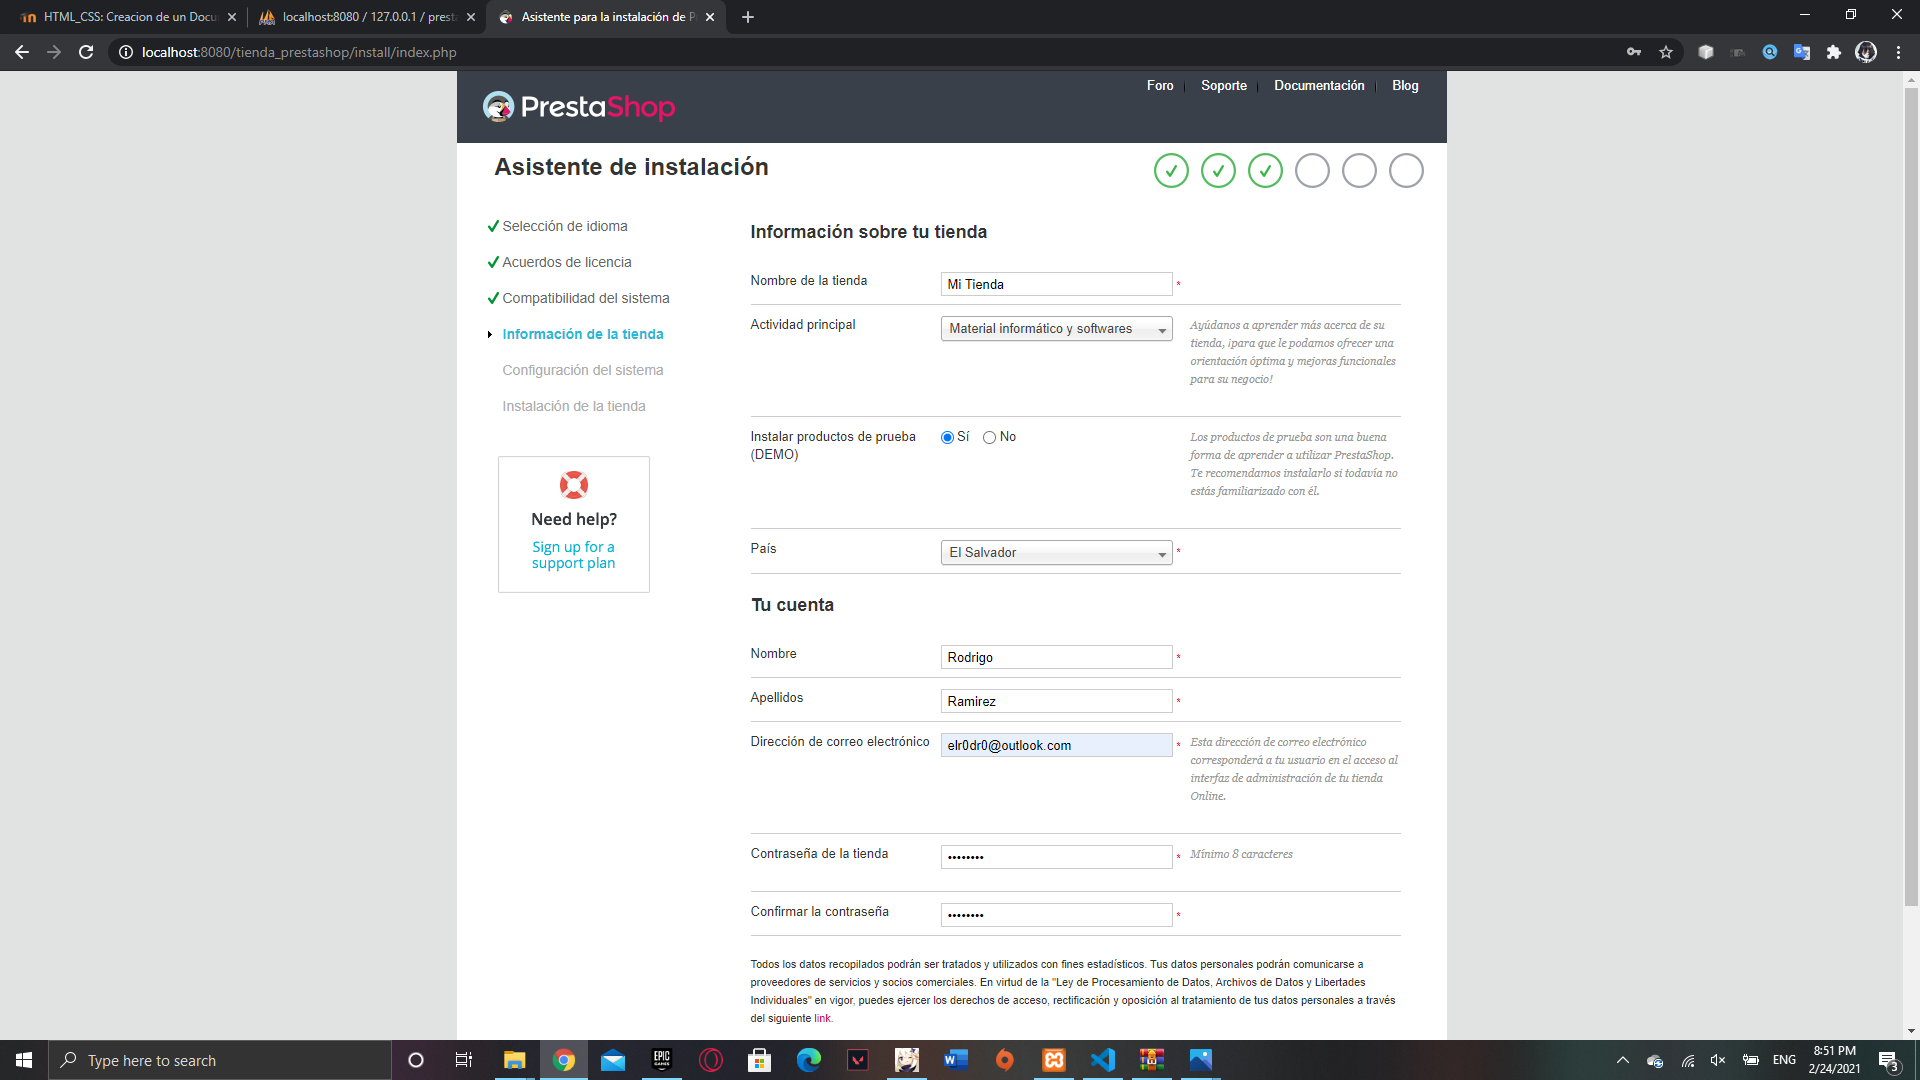 HTML_CSS: Creacion de un Docu
localhost:8080 / 127.0.0.1 / prest
Asistente para la instalación de P
localhost:8080/tienda_prestashop/install/index.php
Foro
Soporte
Documentación
Blog
PrestaShop
Asistente de instalación
Selección de idioma
Acuerdos de licencia
Compatibilidad del sistema
Información de la tienda
Configuración del sistema
Instalación de la tienda
Need help?
Sign up for a
support plan
Información sobre tu tienda
Nombre de la tienda
Mi Tienda
*
Actividad principal
Material informático y softwares
Ayúdanos a aprender más acerca de su
tienda, ¡para que le podamos ofrecer una
orientación óptima y mejoras funcionales
para su negocio!
Instalar productos de prueba
(DEMO)
Sí
No
Los productos de prueba son una buena
forma de aprender a utilizar PrestaShop.
Te recomendamos instalarlo si todavía no
estás familiarizado con él.
País
El Salvador
*
Tu cuenta
Nombre
Rodrigo
*
Apellidos
Ramirez
*
Dirección de correo electrónico
elr0dr0@outlook.com
*
Esta dirección de correo electrónico
corresponderá a tu usuario en el acceso al
interfaz de administración de tu tienda
Online.
Contraseña de la tienda
••••••••
*
Mínimo 8 caracteres
Confirmar la contraseña
••••••••
*
Todos los datos recopilados podrán ser tratados y utilizados con fines estadísticos. Tus datos personales podrán comunicarse a
proveedores de servicios y socios comerciales. En virtud de la "Ley de Procesamiento de Datos, Archivos de Datos y Libertades
Individuales" en vigor, puedes ejercer los derechos de acceso, rectificación y oposición al tratamiento de tus datos personales a través
del siguiente link.
Type here to search
EPIC
GAMES
ENG
8:51 PM
2/24/2021
3